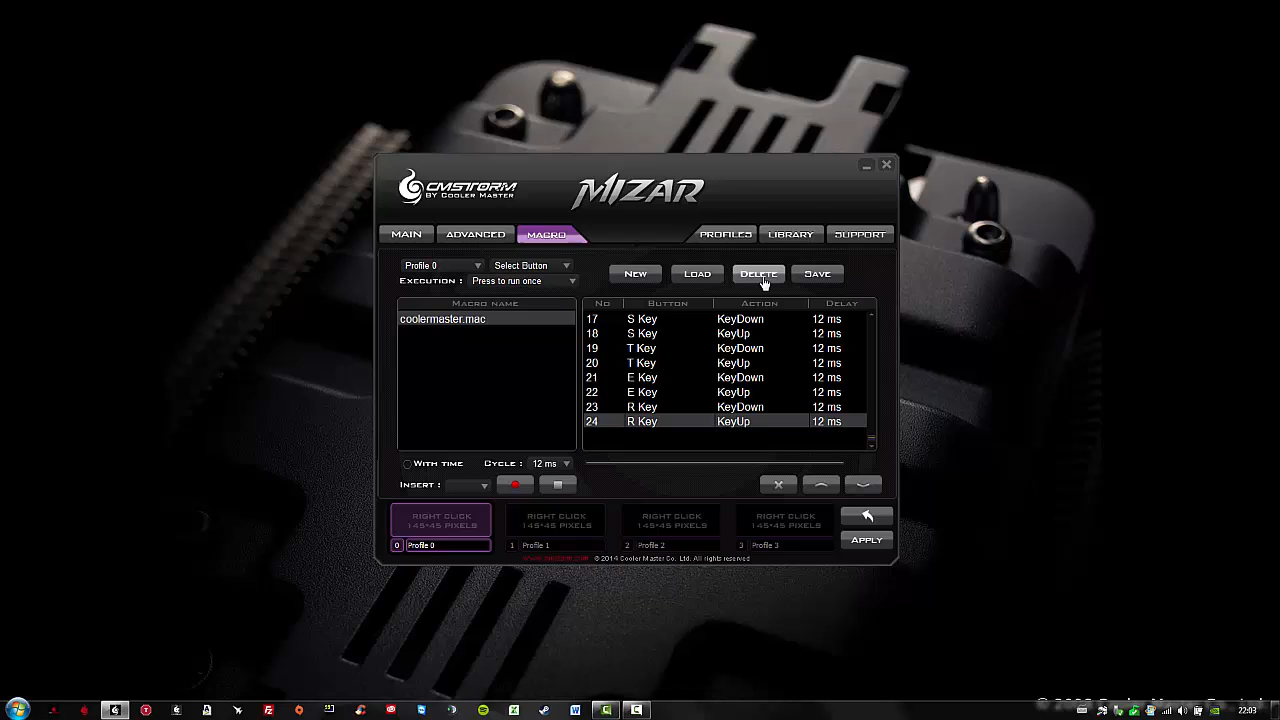 CMSTORM
BY COOLER MASTER
MIZAR
MAIN ADVANCED MACRO PROFILES LIBRARY SUPPORT
Profile 0 Select Button
EXECUTION : Press to run once
NEW LOAD DELETE SAVE
MACRO NAME
coolermaster.mac
NO BUTTON ACTION DELAY
17 S Key KeyDown 12 ms
18 S Key KeyUp 12 ms
19 T Key KeyDown 12 ms
20 T Key KeyUp 12 ms
21 E Key KeyDown 12 ms
22 E Key KeyUp 12 ms
23 R Key KeyDown 12 ms
24 R Key KeyUp 12 ms
WITH TIME CYCLE : 12 ms
INSERT :
RIGHT CLICK 145*45 PIXELS
RIGHT CLICK 145*45 PIXELS
RIGHT CLICK 145*45 PIXELS
RIGHT CLICK 145*45 PIXELS
0 Profile 0 1 Profile 1 2 Profile 2 3 Profile 3
APPLY
© 2014 Cooler Master Co. Ltd. All rights reserved
22:03